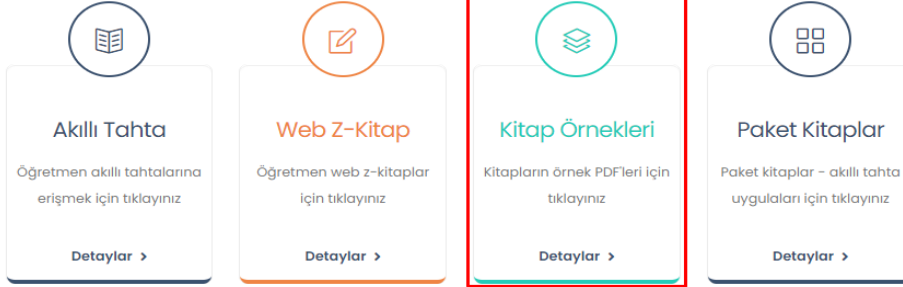 Akıllı Tahta
Öğretmen akıllı tahtalarına
erişmek için tıklayınız
Detaylar >
Web Z-Kitap
Öğretmen web z-kitaplar
için tıklayınız
Detaylar >
Kitap Örnekleri
Kitapların örnek PDF'leri için
tıklayınız
Detaylar >
Paket Kitaplar
Paket kitaplar - akıllı tahta
uygulaları için tıklayınız
Detaylar >